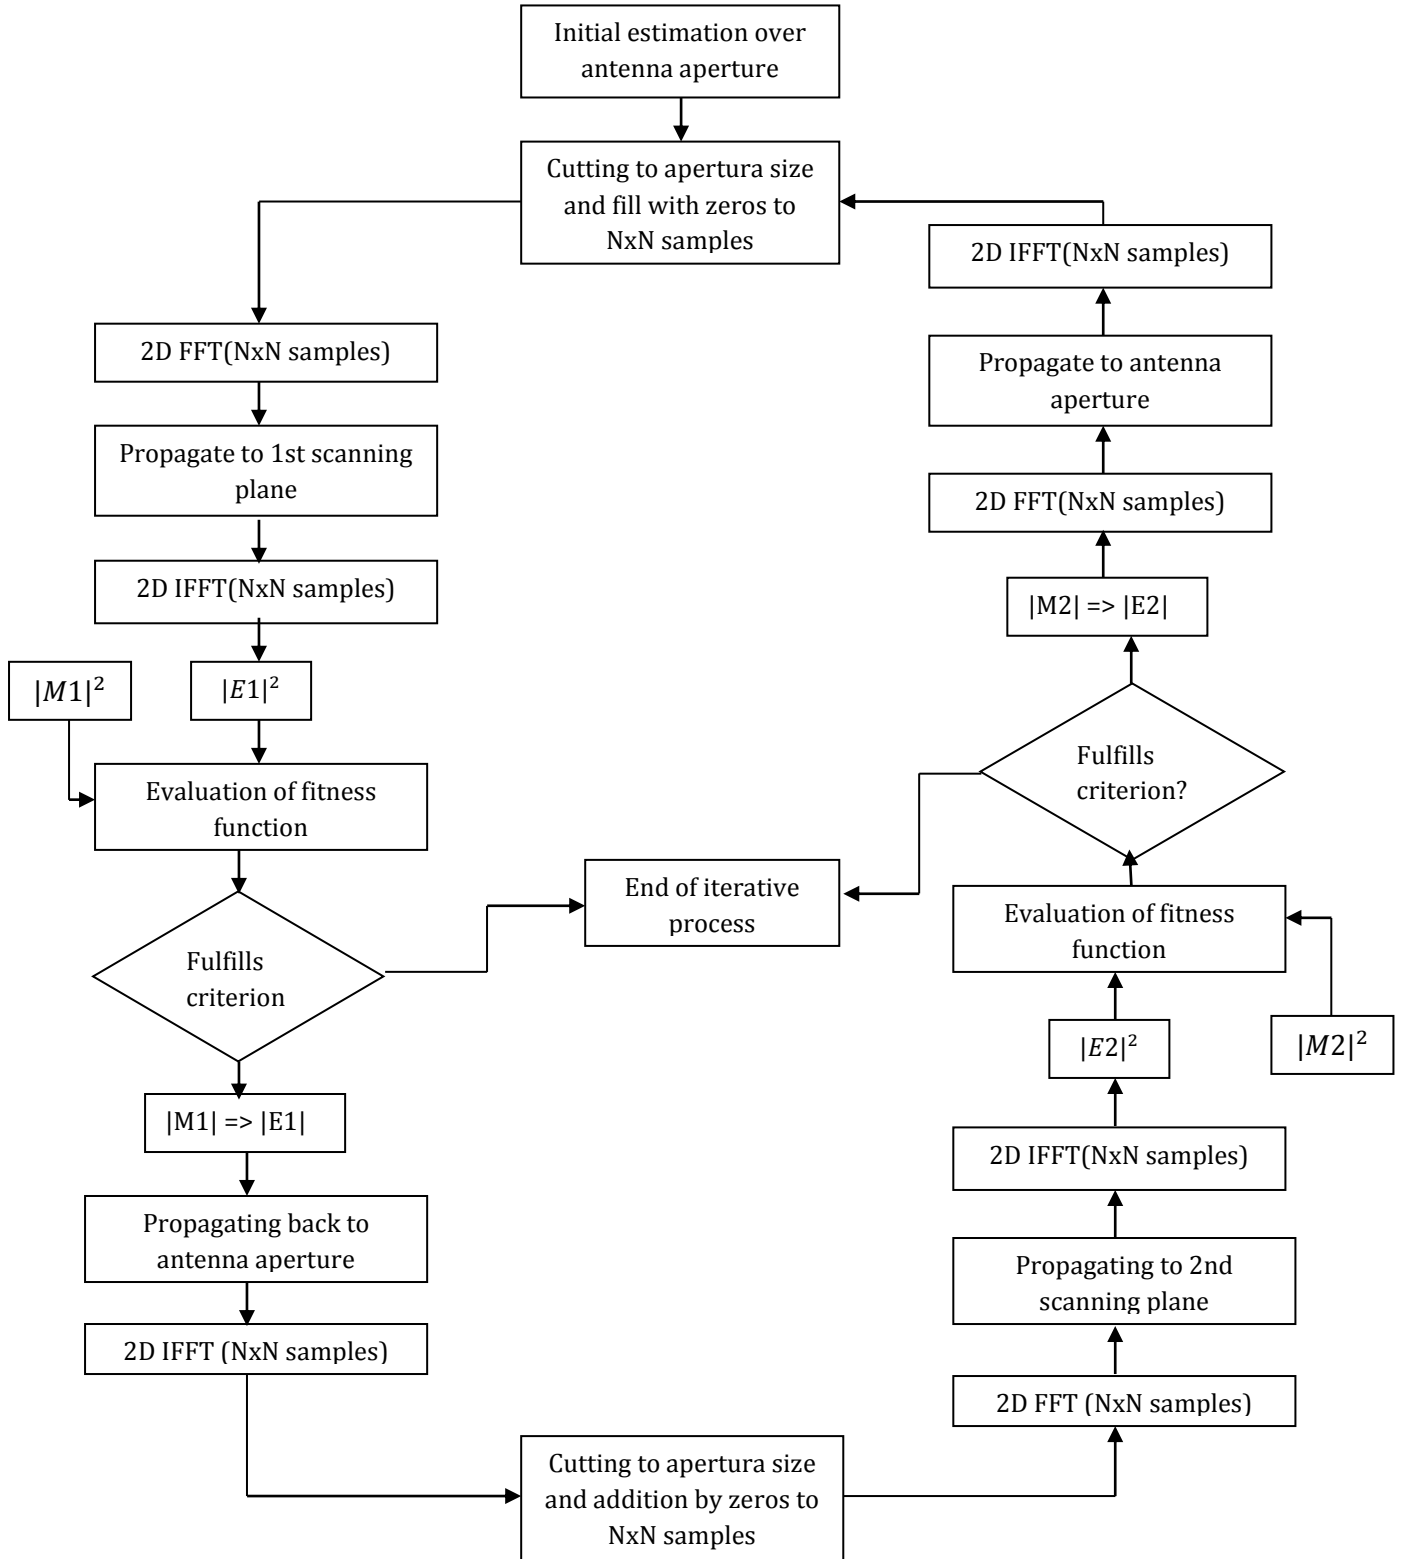 Initial estimation over
antenna aperture
Cutting to apertura size
and fill with zeros to
NxN samples
2D FFT(NxN samples)
Propagate to 1st scanning
plane
2D IFFT(NxN samples)
|M1|²
|E1|²
Evaluation of fitness
function
Fulfills
criterion
|M1| => |E1|
Propagating back to
antenna aperture
2D IFFT (NxN samples)
Cutting to apertura size
and addition by zeros to
NxN samples
2D FFT (NxN samples)
Propagating to 2nd
scanning plane
2D IFFT(NxN samples)
|E2|²
|M2|²
Evaluation of fitness
function
Fulfills
criterion?
End of iterative
process
|M2| => |E2|
2D FFT(NxN samples)
Propagate to antenna
aperture
2D IFFT(NxN samples)